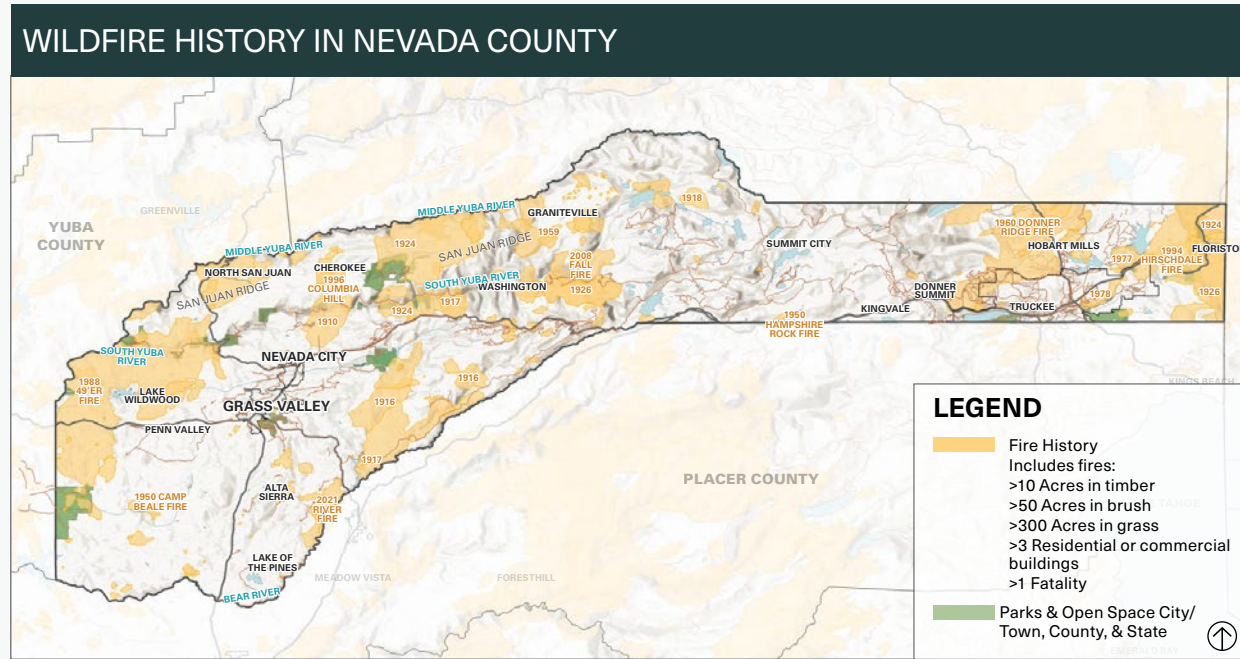 WILDFIRE HISTORY IN NEVADA COUNTY
GREENVILLE
YUBA
COUNTY
MIDDLE YUBA RIVER
GRANITEVILLE
1918
1924
SAN JUAN RIDGE
1959
MIDDLE YUBA RIVER
NORTH SAN JUAN
CHEROKEE
1996
COLUMBIA
HILL
SAN JUAN RIDGE
SOUTH YUBA RIVER
WASHINGTON
2008
FALL
FIRE
1926
1917
1924
1910
SUMMIT CITY
1960 DONNER
RIDGE FIRE
HOBART MILLS
1924
FLORISTON
1994
HIRSCHDALE
FIRE
1977
1978
1926
DONNER
SUMMIT
TRUCKEE
KINGVALE
1950
HAMPSHIRE
ROCK FIRE
SOUTH YUBA
RIVER
NEVADA CITY
1988
49'ER
FIRE
LAKE
WILDWOOD
1916
1916
GRASS VALLEY
PENN VALLEY
1917
1950 CAMP
BEALE FIRE
ALTA
SIERRA
2021
RIVER
FIRE
LAKE OF
THE PINES
BEAR RIVER
MEADOW VISTA
FORESTHILL
PLACER COUNTY
KINGS BEACH
LEGEND
Fire History
Includes fires:
>10 Acres in timber
>50 Acres in brush
>300 Acres in grass
>3 Residential or commercial
buildings
>1 Fatality
Parks & Open Space City/
Town, County, & State
EMERALD BAY